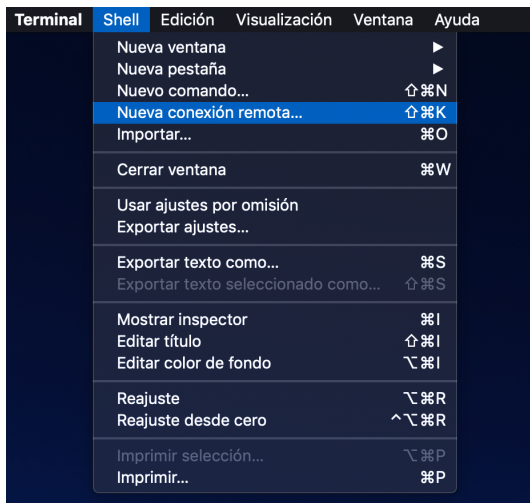 Terminal Shell Edición Visualización Ventana Ayuda
Nueva ventana ▶
Nueva pestaña ▶
Nuevo comando... ⇧⌘N
Nueva conexión remota... ⇧⌘K
Importar... ⌘O
Cerrar ventana ⌘W
Usar ajustes por omisión
Exportar ajustes...
Exportar texto como... ⌘S
Exportar texto seleccionado como... ⇧⌘S
Mostrar inspector ⌘I
Editar título ⇧⌘I
Editar color de fondo ⌥⌘I
Reajuste ⌥⌘R
Reajuste desde cero ^⌥⌘R
Imprimir selección... ⌥⌘P
Imprimir... ⌘P